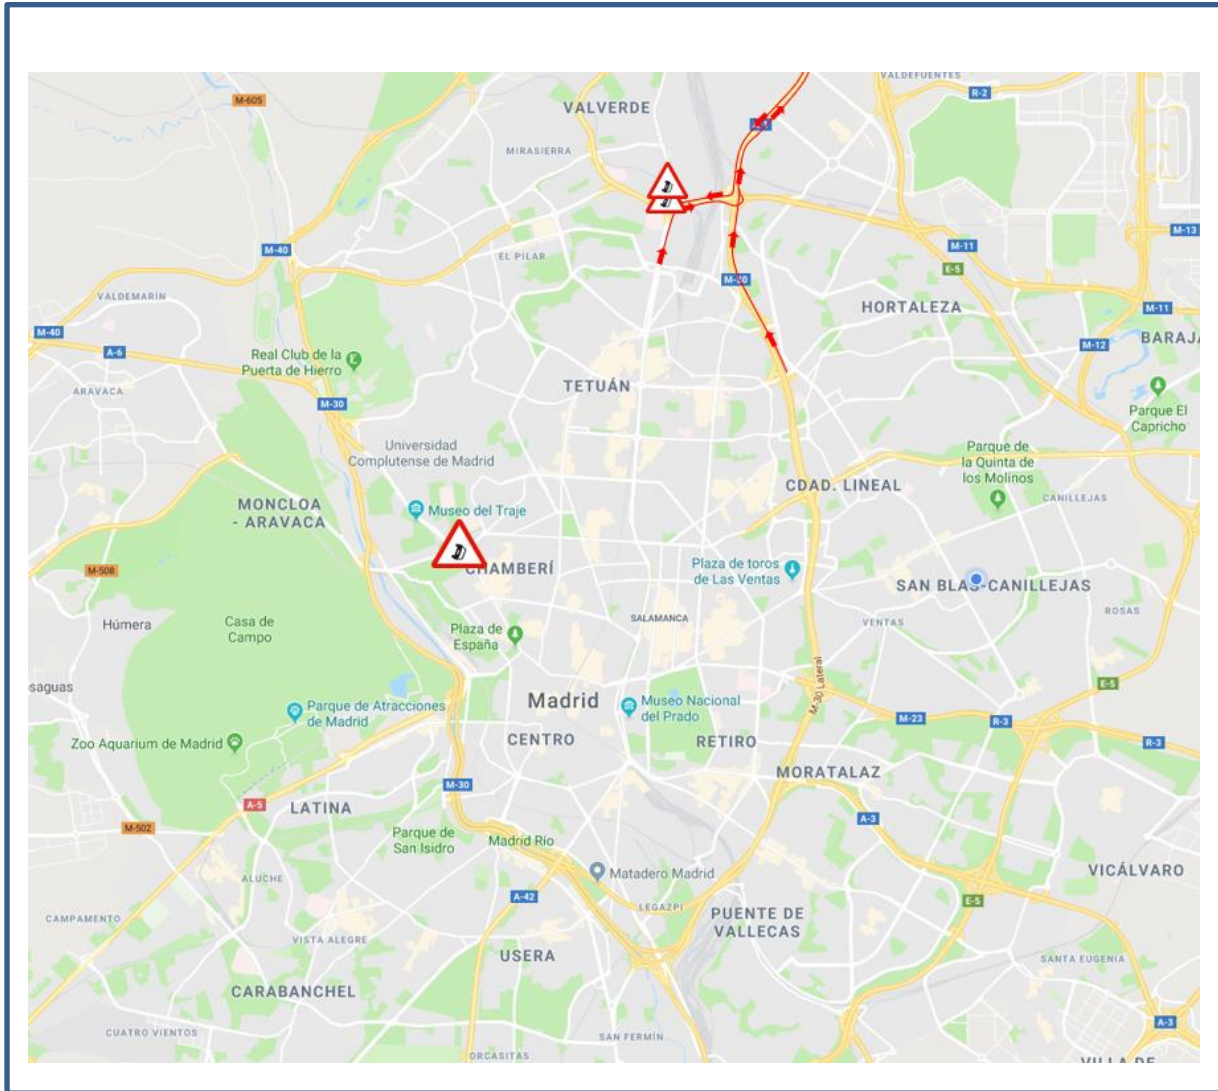 VALDEFUENTES
R-2
M-605
VALVERDE
MIRASIERRA
M-13
M-40
EL PILAR
M-11
E-5
VALDEMARÍN
HORTALEZA
M-11
M-40
A-6
Real Club de la
Puerta de Hierro
M-12
BARAJA
TETUÁN
ARAVACA
M-30
Parque El
Capricho
Universidad
Complutense de Madrid
Parque de
la Quinta de
los Molinos
CDAD. LINEAL
CANILLEJAS
MONCLOA
- ARAVACA
Museo del Traje
M-508
CHAMBERÍ
Plaza de toros
de Las Ventas
SAN BLAS-CANILLEJAS
ROSAS
Húmera
Casa de
Campo
Plaza de
España
SALAMANCA
VENTAS
osaguas
E-5
M-30 Lateral
Parque de Atracciones
de Madrid
Madrid
Museo Nacional
del Prado
M-23
R-3
Zoo Aquarium de Madrid
CENTRO
RETIRO
R-3
MORATALAZ
M-30
A-5
LATINA
M-502
Parque de
San Isidro
Madrid Río
A-3
Matadero Madrid
VICÁLVARO
ALUCHE
A-42
LEGAZPI
E-5
CAMPAMENTO
PUENTE DE
VALLECAS
VISTA ALEGRE
USERA
SANTA EUGENIA
CARABANCHEL
CUATRO VIENTOS
SAN FERMÍN
A-3
ORCASITAS
VILLA DE